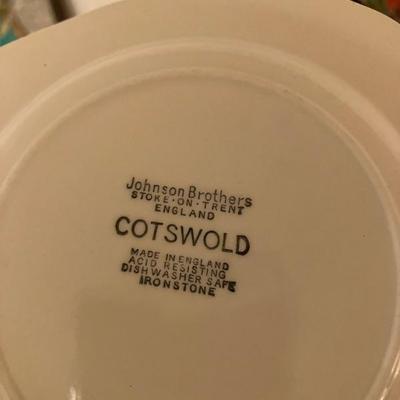 Johnson Brothers
STOKE·ON·TRENT
ENGLAND
COTSWOLD
MADE IN ENGLAND
ACID RESISTING
DISHWASHER SAFE
IRONSTONE